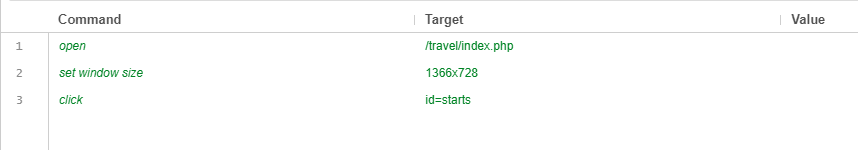 Command Target Value
1 open /travel/index.php
2 set window size 1366x728
3 click id=starts